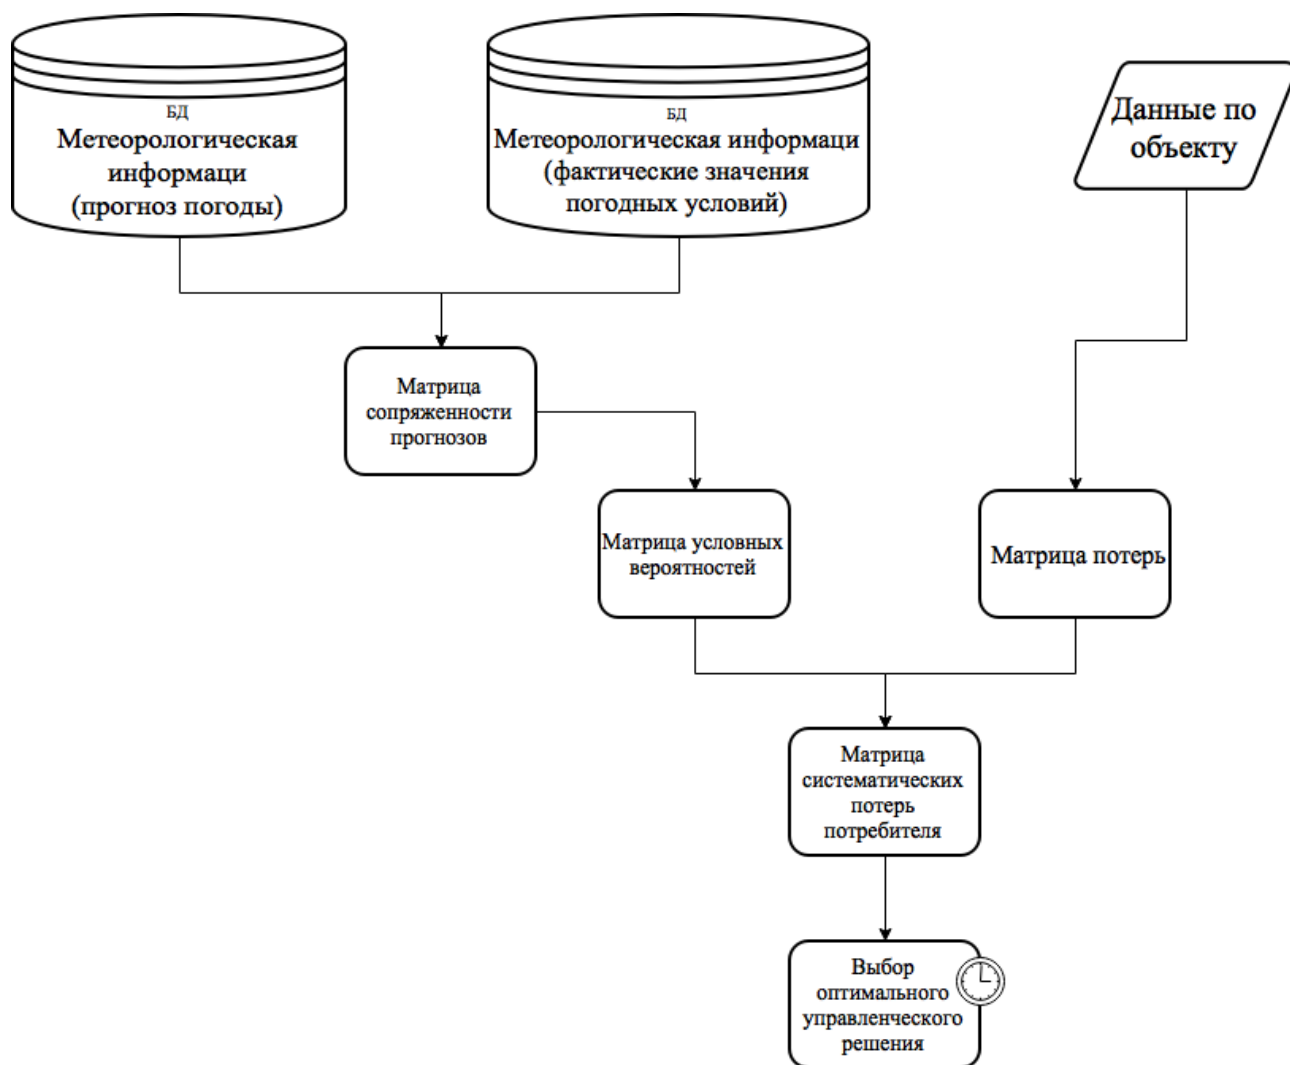 БД
Метеорологическая
информаци
(прогноз погоды)
БД
Метеорологическая информаци
(фактические значения
погодных условий)
Данные по
объекту
Матрица
сопряженности
прогнозов
Матрица условных
вероятностей
Матрица потерь
Матрица
систематических
потерь
потребителя
Выбор
оптимального
управленческого
решения